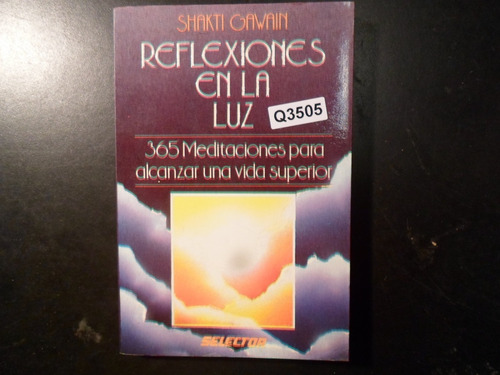 SHAKTI GAWAIN
REFLEXIONES
EN LA
LUZ
Q3505
365 Meditaciones para
alcanzar una vida superior
SELECTOR